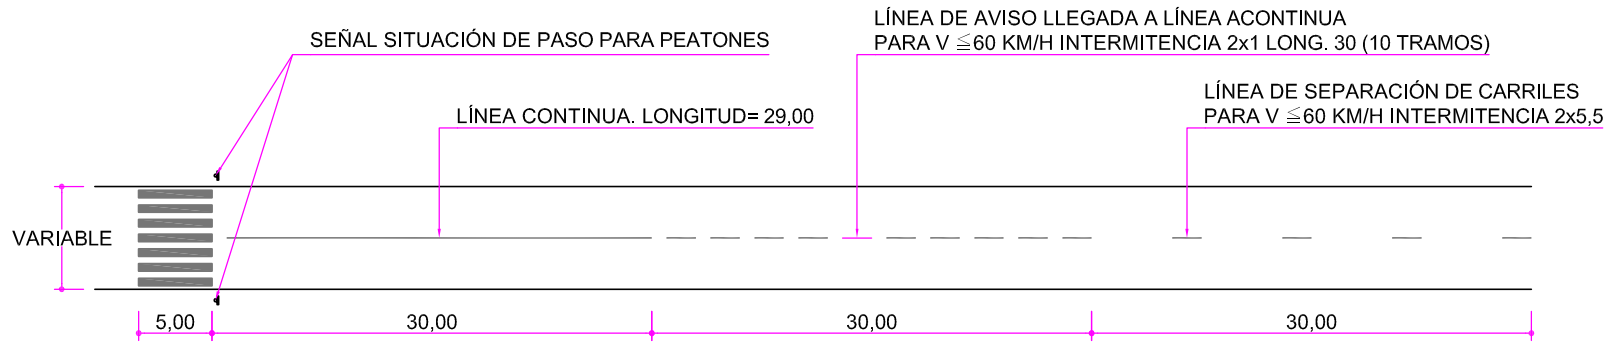 LÍNEA DE AVISO LLEGADA A LÍNEA ACONTINUA
PARA V ≦60 KM/H INTERMITENCIA 2x1 LONG. 30 (10 TRAMOS)
SEÑAL SITUACIÓN DE PASO PARA PEATONES
LÍNEA DE SEPARACIÓN DE CARRILES
PARA V ≦60 KM/H INTERMITENCIA 2x5,5
LÍNEA CONTINUA. LONGITUD= 29,00
VARIABLE
5,00
30,00
30,00
30,00